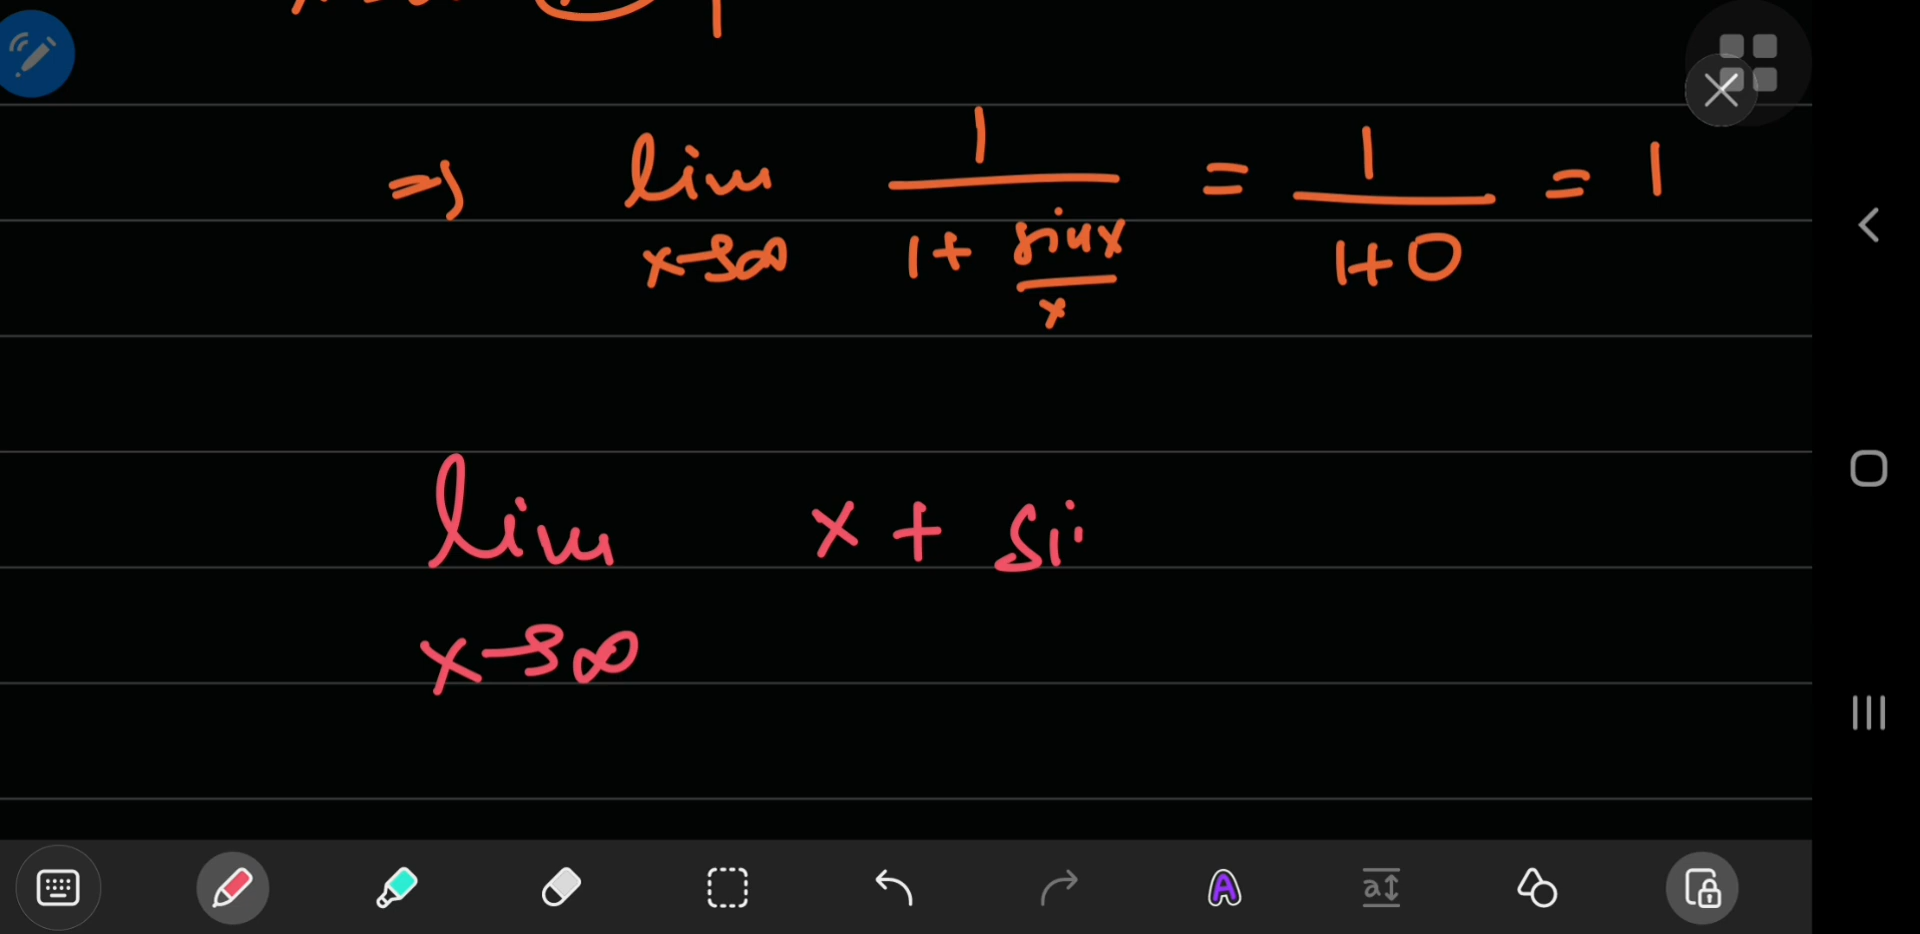 ⇒ lim x→∞ 1/(1 + sinx/x) = 1/(1+0) = 1
lim x→∞ x + si